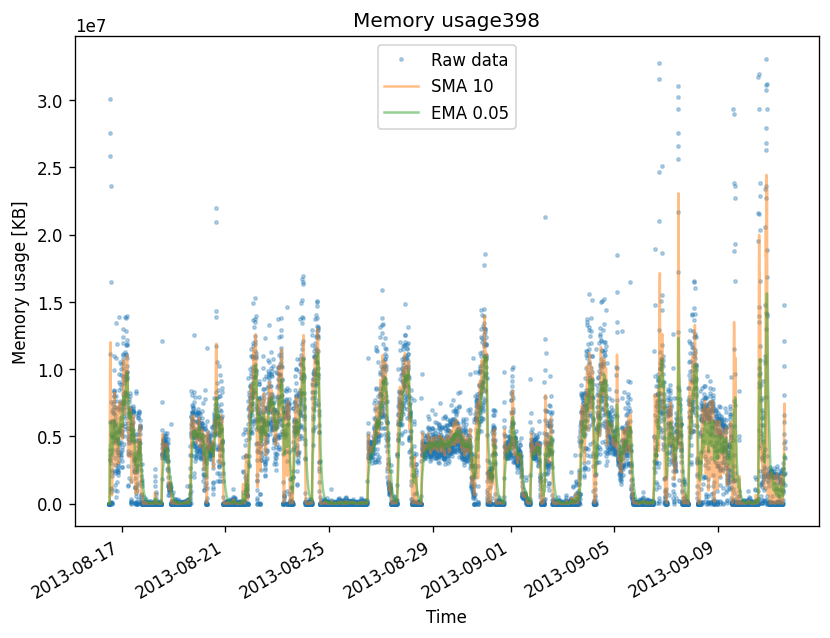 Memory usage398
1e7
Raw data
SMA 10
EMA 0.05
3.0
2.5
2.0
1.5
1.0
0.5
0.0
Memory usage [KB]
2013-08-17
2013-08-21
2013-08-25
2013-08-29
2013-09-01
2013-09-05
2013-09-09
Time